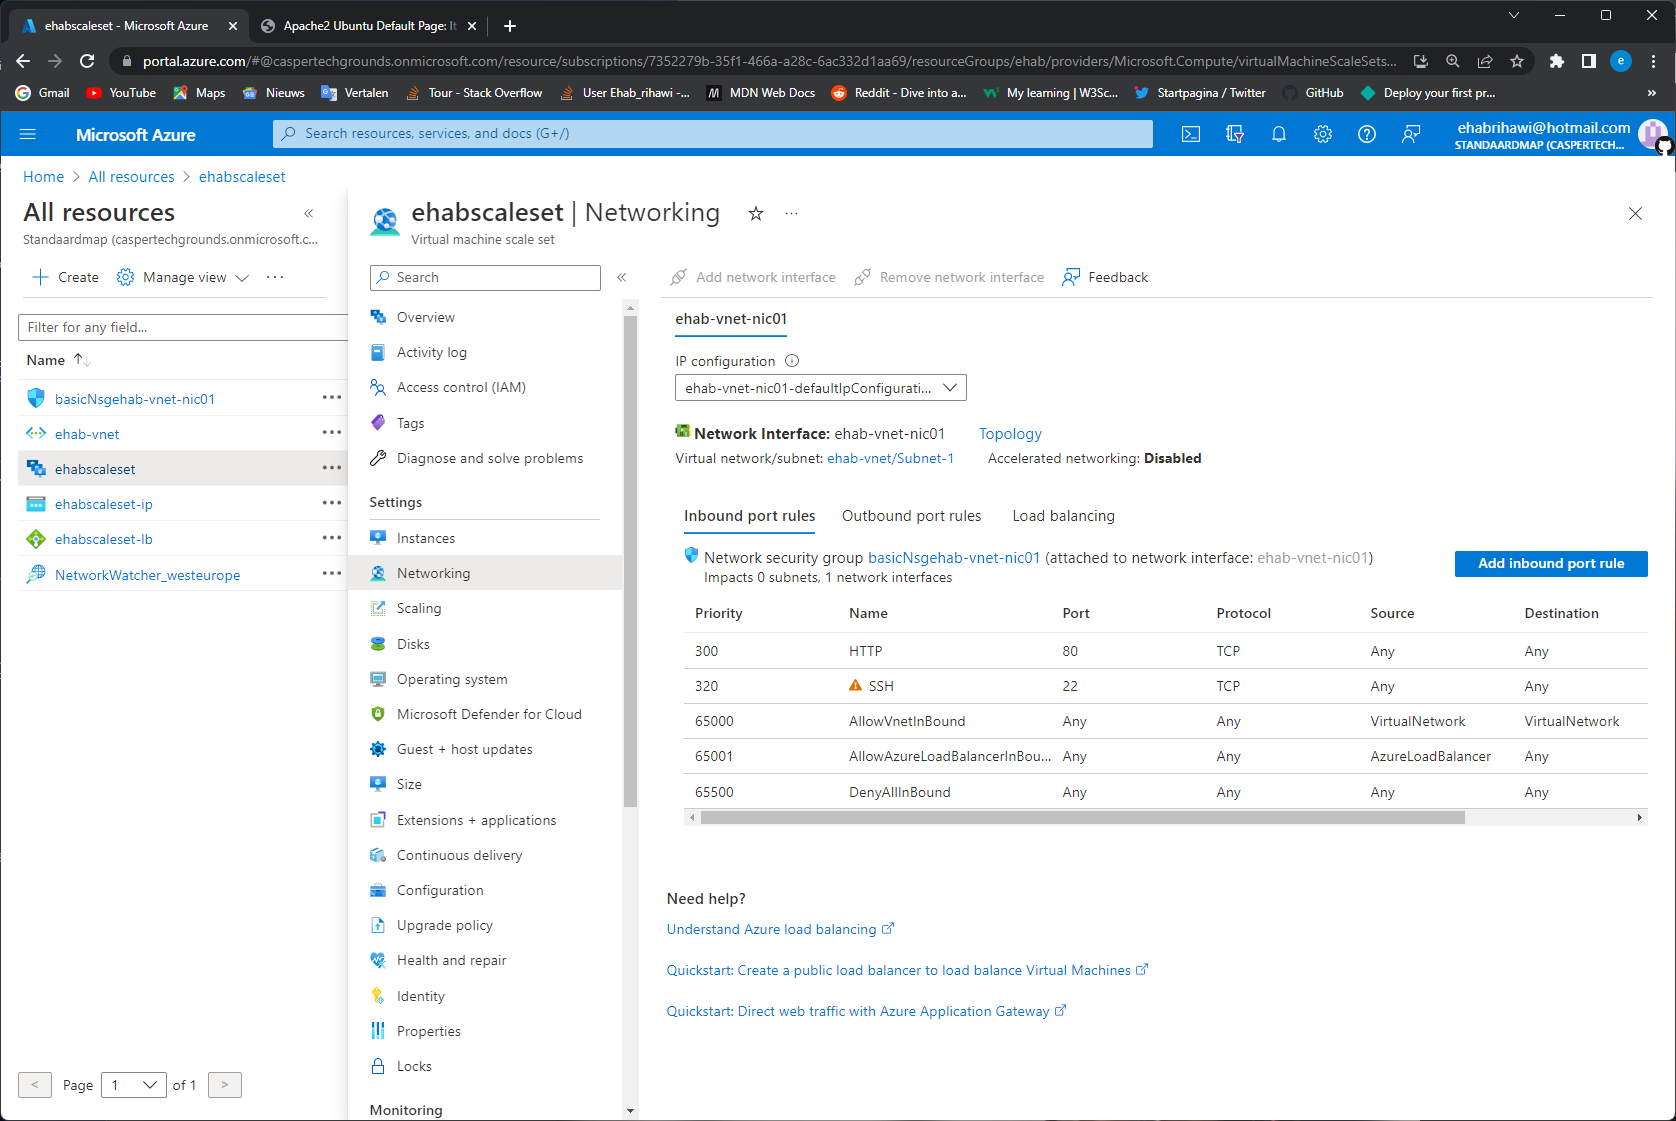 ehabscaleset - Microsoft Azure
Apache2 Ubuntu Default Page: It
portal.azure.com/#@caspertechgrounds.onmicrosoft.com/resource/subscriptions/7352279b-35f1-466a-a28c-6ac332d1aa69/resourceGroups/ehab/providers/Microsoft.Compute/virtualMachineScaleSets...
e
Gmail YouTube Maps Nieuws Vertalen Tour - Stack Overflow User Ehab_rihawi -... MDN Web Docs Reddit - Dive into a... My learning | W3Sc... Startpagina / Twitter GitHub Deploy your first pr... »
Microsoft Azure
Search resources, services, and docs (G+/)
ehabrihawi@hotmail.com
STANDAARDMAP (CASPERTECH...
Home > All resources > ehabscaleset
All resources
Standaardmap (caspertechgrounds.onmicrosoft.c...
Create Manage view ...
Filter for any field...
Name
basicNsgehab-vnet-nic01
ehab-vnet
ehabscaleset
ehabscaleset-ip
ehabscaleset-lb
NetworkWatcher_westeurope
< Page 1 of 1 >
ehabscaleset | Networking
Virtual machine scale set
Search
Overview
Activity log
Access control (IAM)
Tags
Diagnose and solve problems
Settings
Instances
Networking
Scaling
Disks
Operating system
Microsoft Defender for Cloud
Guest + host updates
Size
Extensions + applications
Continuous delivery
Configuration
Upgrade policy
Health and repair
Identity
Properties
Locks
Monitoring
Add network interface Remove network interface Feedback
ehab-vnet-nic01
IP configuration
ehab-vnet-nic01-defaultIpConfigurati...
Network Interface: ehab-vnet-nic01 Topology
Virtual network/subnet: ehab-vnet/Subnet-1 Accelerated networking: Disabled
Inbound port rules Outbound port rules Load balancing
Network security group basicNsgehab-vnet-nic01 (attached to network interface: ehab-vnet-nic01)
Impacts 0 subnets, 1 network interfaces
Add inbound port rule
Priority Name Port Protocol Source Destination
300 HTTP 80 TCP Any Any
320 SSH 22 TCP Any Any
65000 AllowVnetInBound Any Any VirtualNetwork VirtualNetwork
65001 AllowAzureLoadBalancerInBou... Any Any AzureLoadBalancer Any
65500 DenyAllInBound Any Any Any Any
Need help?
Understand Azure load balancing
Quickstart: Create a public load balancer to load balance Virtual Machines
Quickstart: Direct web traffic with Azure Application Gateway